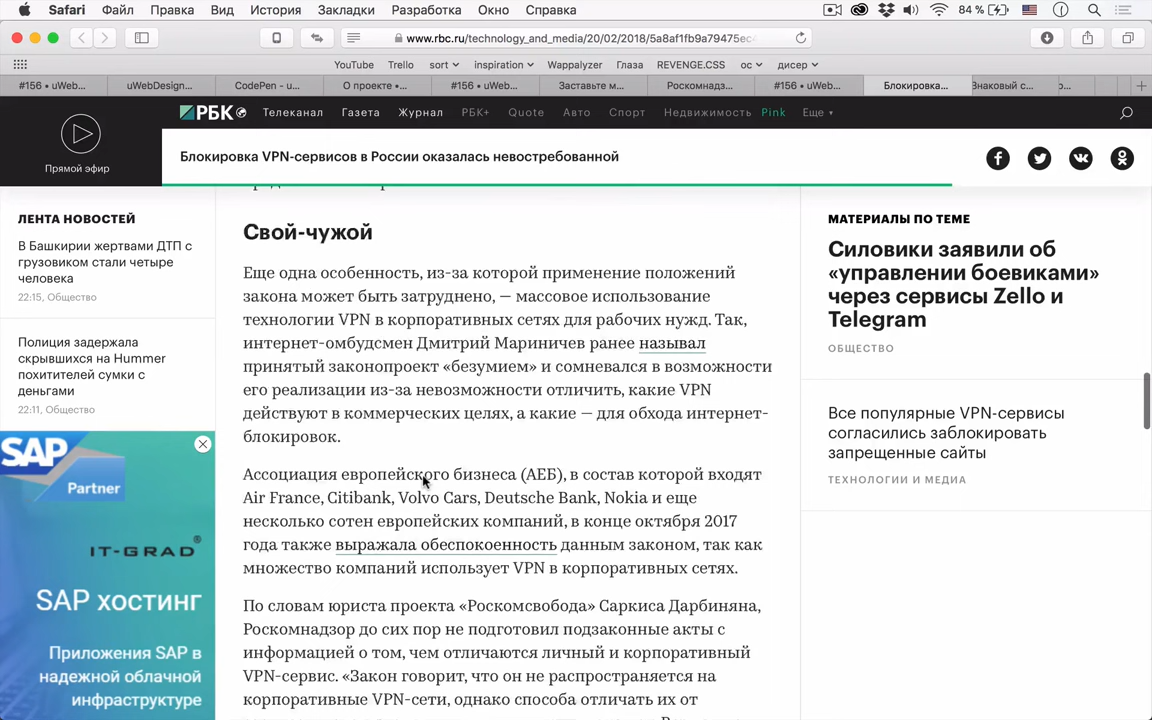 Safari Файл Правка Вид История Закладки Разработка Окно Справка 84 %
www.rbc.ru/technology_and_media/20/02/2018/5a8af1fb9a79475ec
YouTube Trello sort inspiration Wappalyzer Глаза REVENGE.CSS ос дисер
#156 • uWeb... uWebDesign... CodePen - u... О проекте •... #156 • uWeb... Заставьте м... Роскомнадз... #156 • uWeb... Блокировка... Знаковый с...
РБК Телеканал Газета Журнал РБК+ Quote Авто Спорт Недвижимость Pink Еще
Прямой эфир
Блокировка VPN-сервисов в России оказалась невостребованной
ЛЕНТА НОВОСТЕЙ
В Башкирии жертвами ДТП с
грузовиком стали четыре
человека
22:15, Общество
Полиция задержала
скрывшихся на Hummer
похитителей сумки с
деньгами
22:11, Общество
SAP
Partner
IT-GRAD®
SAP хостинг
Приложения SAP в
надежной облачной
инфраструктуре
Свой-чужой
Еще одна особенность, из-за которой применение положений
закона может быть затруднено, — массовое использование
технологии VPN в корпоративных сетях для рабочих нужд. Так,
интернет-омбудсмен Дмитрий Мариничев ранее называл
принятый законопроект «безумием» и сомневался в возможности
его реализации из-за невозможности отличить, какие VPN
действуют в коммерческих целях, а какие — для обхода интернет-
блокировок.
Ассоциация европейского бизнеса (АЕБ), в состав которой входят
Air France, Citibank, Volvo Cars, Deutsche Bank, Nokia и еще
несколько сотен европейских компаний, в конце октября 2017
года также выражала обеспокоенность данным законом, так как
множество компаний использует VPN в корпоративных сетях.
По словам юриста проекта «Роскомсвобода» Саркиса Дарбиняна,
Роскомнадзор до сих пор не подготовил подзаконные акты с
информацией о том, чем отличаются личный и корпоративный
VPN-сервис. «Закон говорит, что он не распространяется на
корпоративные VPN-сети, однако способа отличать их от
МАТЕРИАЛЫ ПО ТЕМЕ
Силовики заявили об
«управлении боевиками»
через сервисы Zello и
Telegram
ОБЩЕСТВО
Все популярные VPN-сервисы
согласились заблокировать
запрещенные сайты
ТЕХНОЛОГИИ И МЕДИА